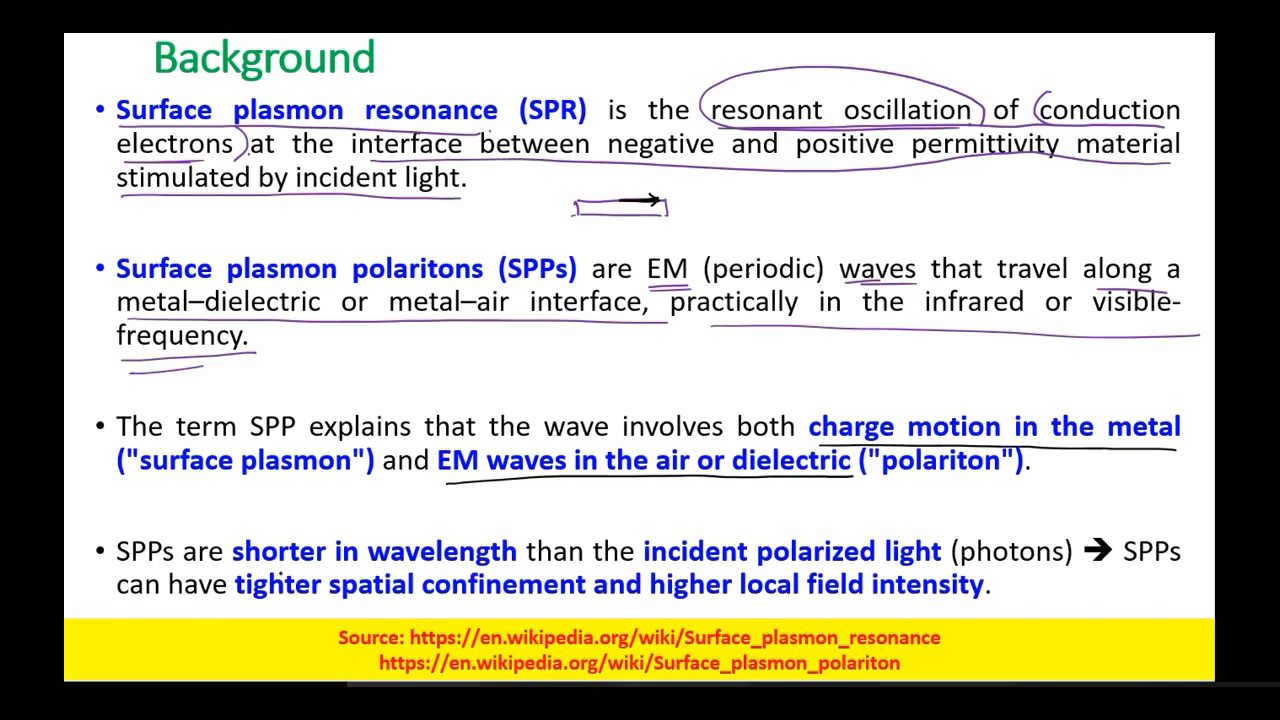 Background
• Surface plasmon resonance (SPR) is the resonant oscillation of conduction
electrons at the interface between negative and positive permittivity material
stimulated by incident light.
• Surface plasmon polaritons (SPPs) are EM (periodic) waves that travel along a
metal–dielectric or metal–air interface, practically in the infrared or visible-
frequency.
• The term SPP explains that the wave involves both charge motion in the metal
("surface plasmon") and EM waves in the air or dielectric ("polariton").
• SPPs are shorter in wavelength than the incident polarized light (photons) ➔ SPPs
can have tighter spatial confinement and higher local field intensity.
Source: https://en.wikipedia.org/wiki/Surface_plasmon_resonance
https://en.wikipedia.org/wiki/Surface_plasmon_polariton